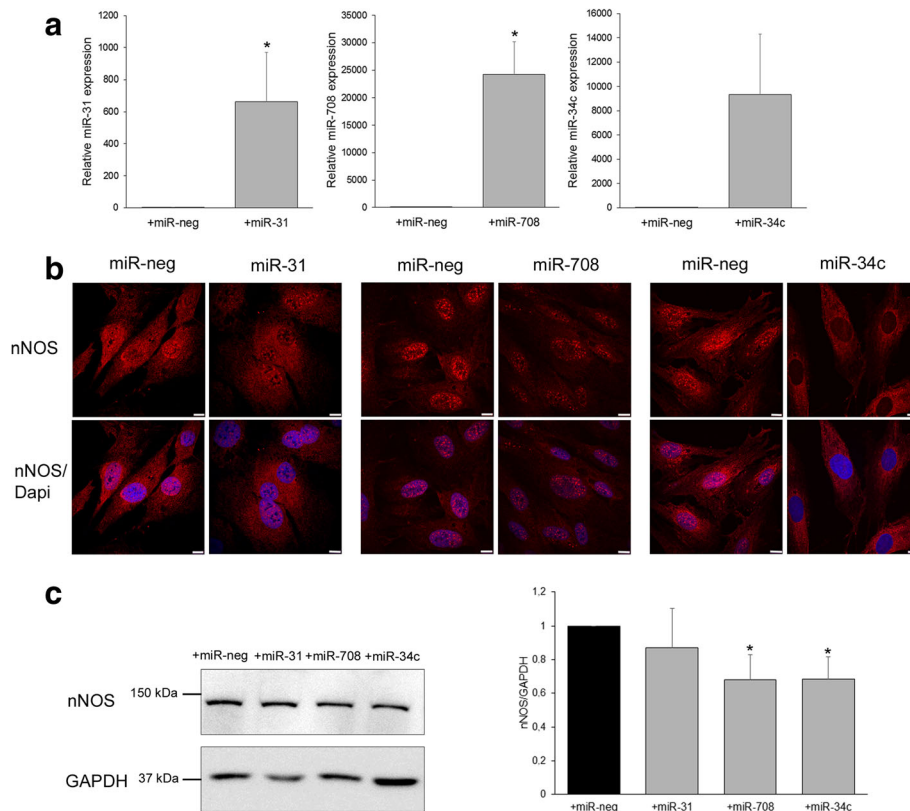 a
Relative miR-31 expression
1200
1000
800
600
400
200
0
*
+miR-neg
+miR-31
Relative miR-708 expression
35000
30000
25000
20000
15000
10000
5000
0
*
+miR-neg
+miR-708
Relative miR-34c expression
16000
14000
12000
10000
8000
6000
4000
2000
0
+miR-neg
+miR-34c
b
miR-neg
miR-31
miR-neg
miR-708
miR-neg
miR-34c
nNOS
nNOS/
Dapi
c
+miR-neg +miR-31 +miR-708 +miR-34c
nNOS
150 kDa
GAPDH
37 kDa
nNOS/GAPDH
1,2
1
0.8
0.6
0.4
0.2
0
*
*
+miR-neg
+miR-31
+miR-708
+miR-34c